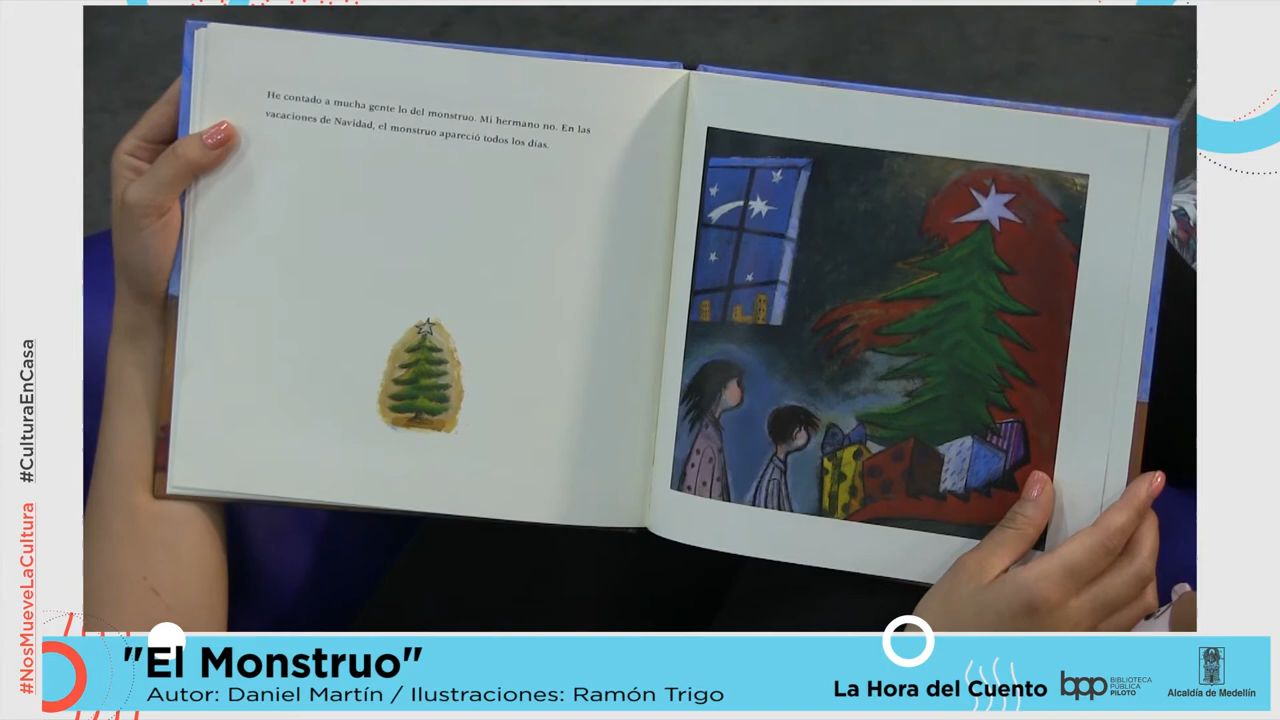 He contado a mucha gente lo del monstruo. Mi hermano no. En las
vacaciones de Navidad, el monstruo apareció todos los días.
#CulturaEnCasa
#NosMueveLaCultura
"El Monstruo"
Autor: Daniel Martín / Ilustraciones: Ramón Trigo
La Hora del Cuento
bpp
BIBLIOTECA
PÚBLICA
PILOTO
Alcaldía de Medellín